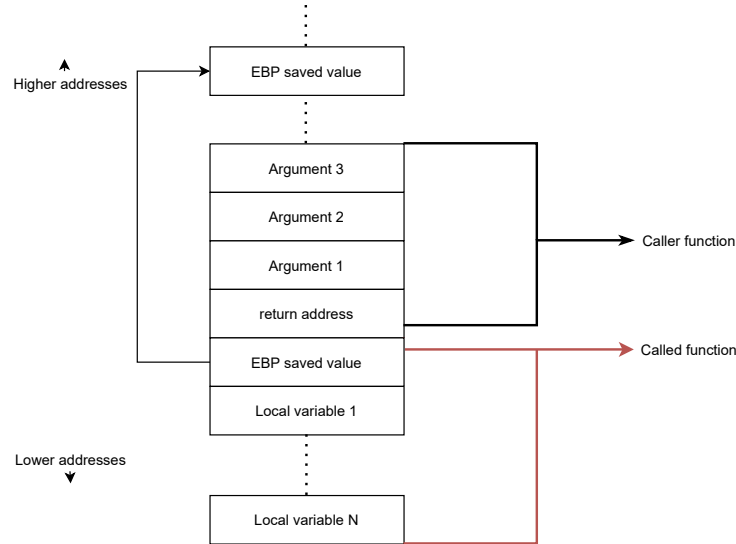 EBP saved value
Higher addresses
Argument 3
Argument 2
Caller function
Argument 1
return address
Called function
EBP saved value
Local variable 1
Lower addresses
Local variable N